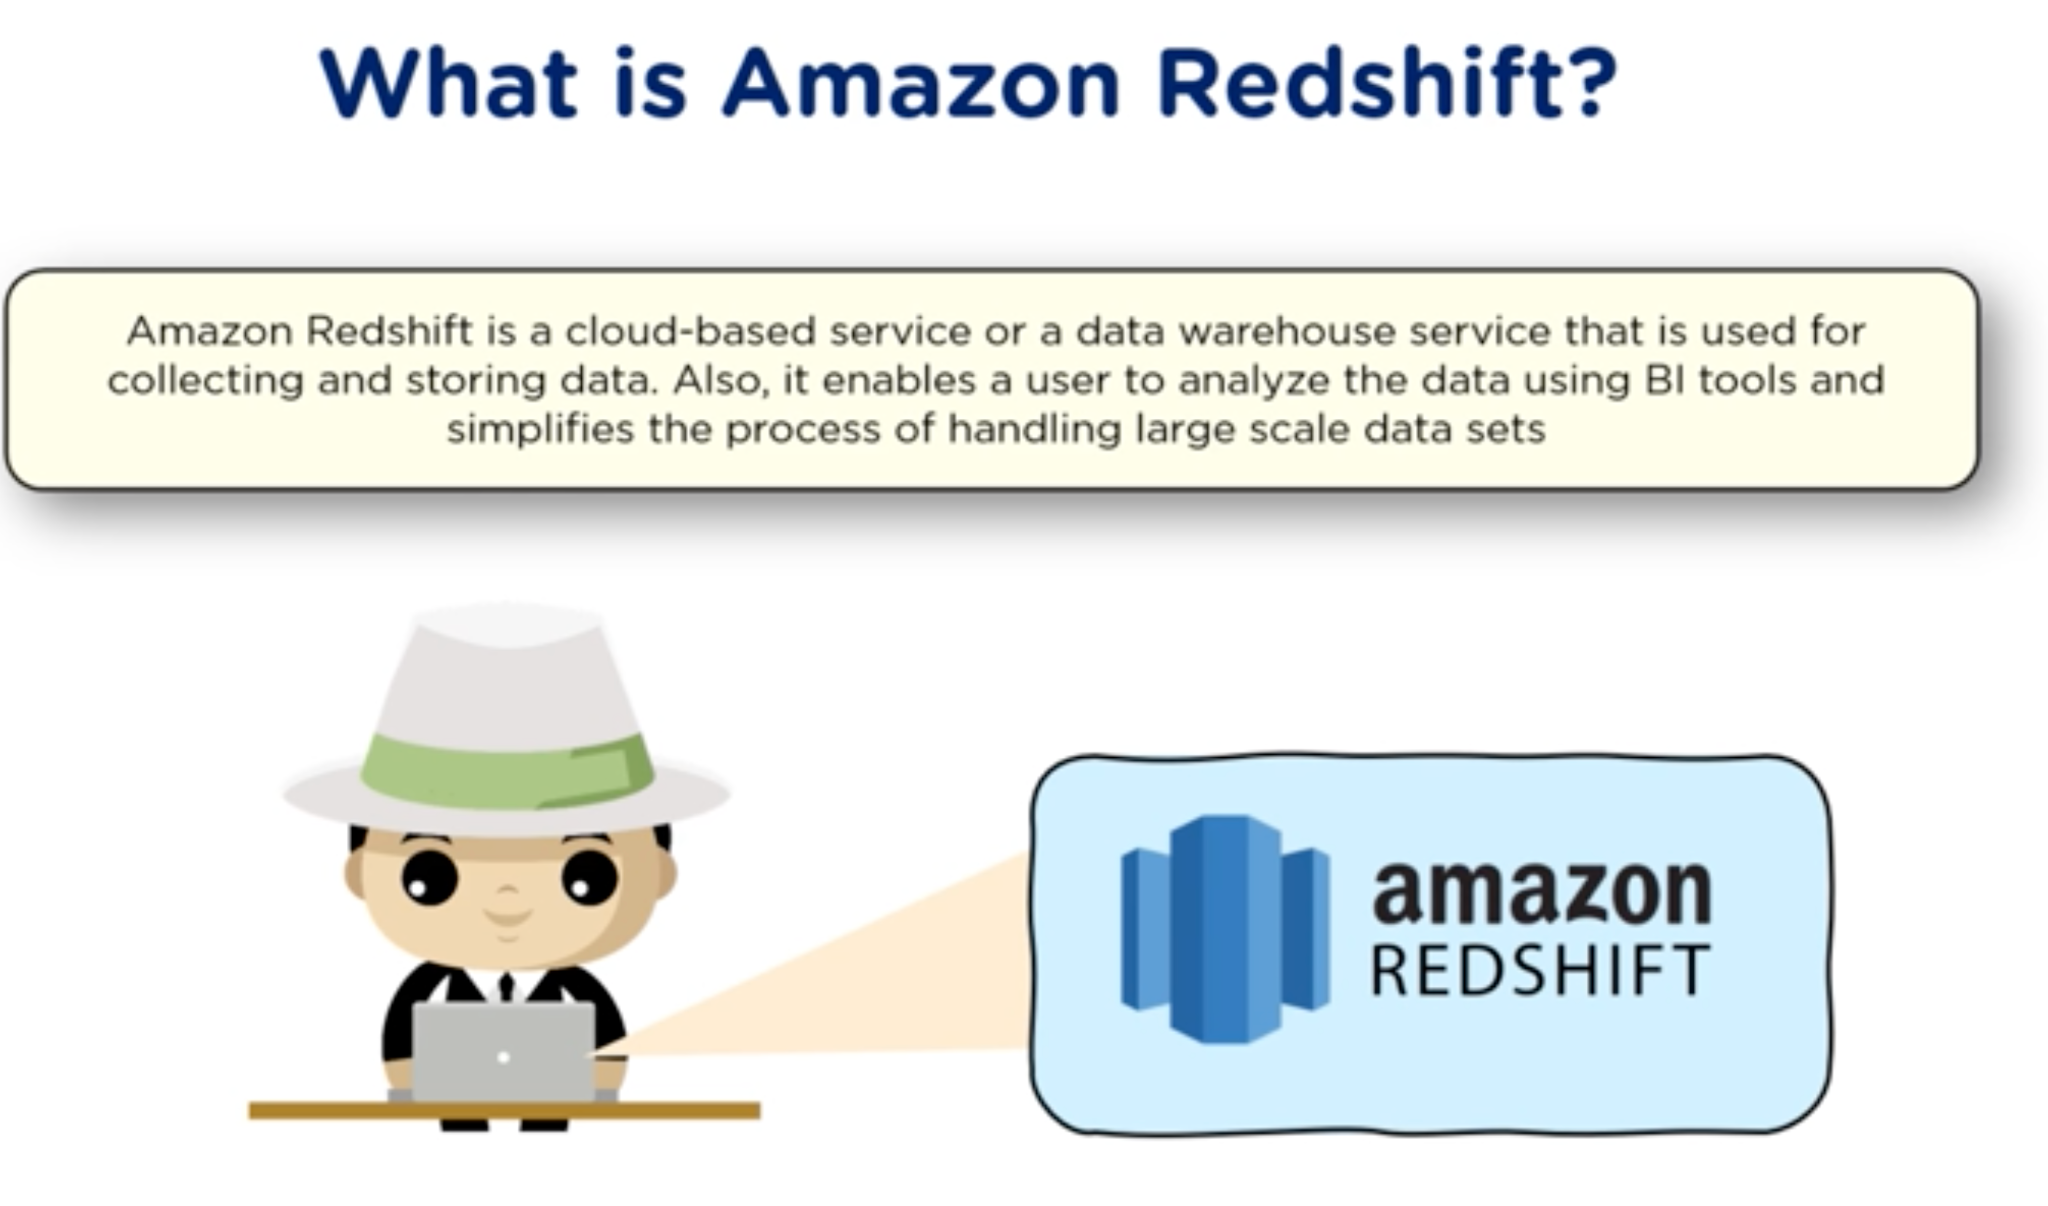 What is Amazon Redshift?
Amazon Redshift is a cloud-based service or a data warehouse service that is used for
collecting and storing data. Also, it enables a user to analyze the data using BI tools and
simplifies the process of handling large scale data sets
amazon
REDSHIFT